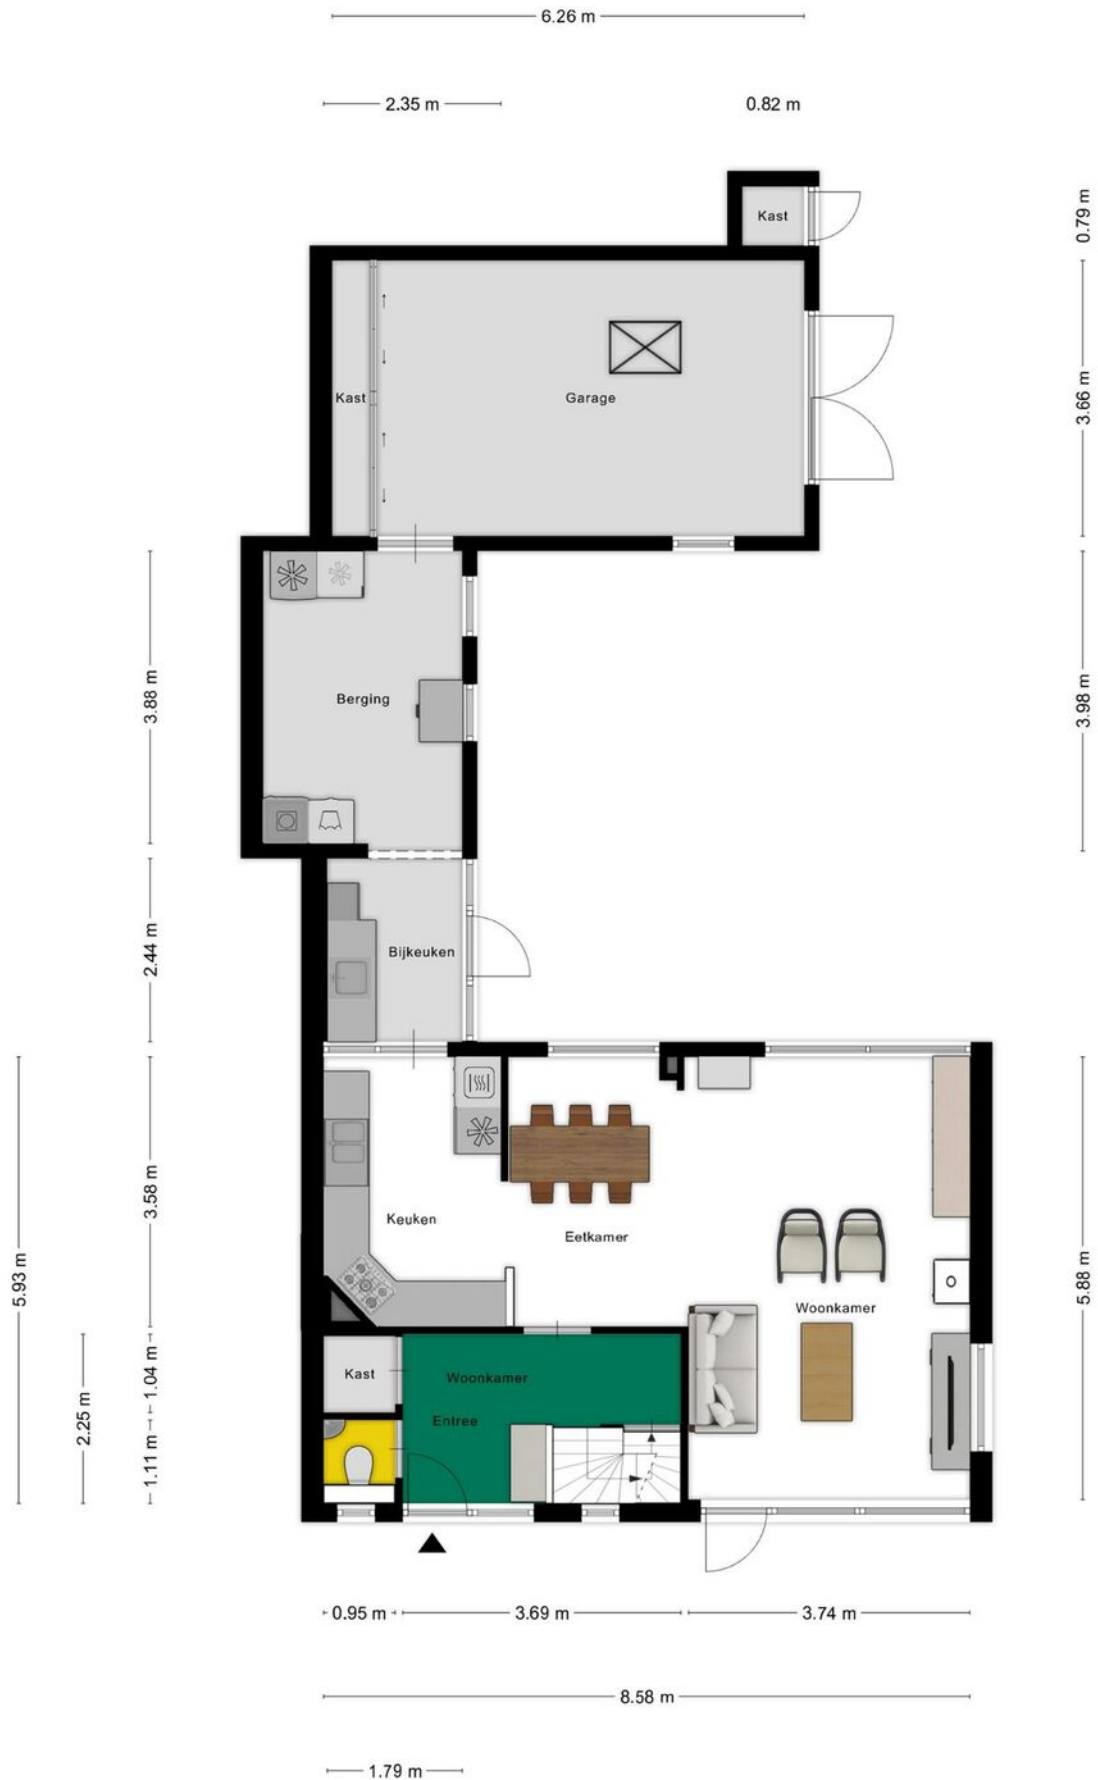 6.26 m
2.35 m
0.82 m
Kast
0.79 m
Kast
Garage
3.66 m
Berging
3.88 m
3.98 m
Bijkeuken
2.44 m
Keuken
Eetkamer
3.58 m
5.93 m
5.88 m
Woonkamer
Kast
Woonkamer
Entree
1.04 m
2.25 m
1.11 m
0.95 m
3.69 m
3.74 m
8.58 m
1.79 m